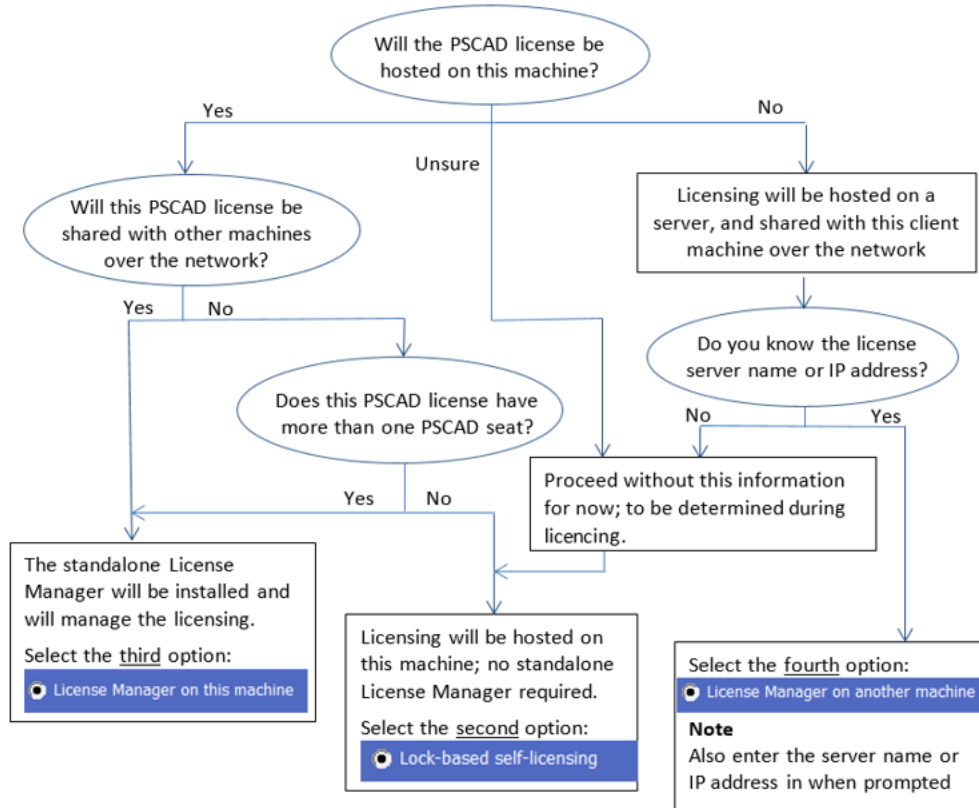 Will the PSCAD license be
hosted on this machine?
Yes
No
Unsure
Will this PSCAD license be
shared with other machines
over the network?
Licensing will be hosted on a
server, and shared with this client
machine over the network
Yes
No
Do you know the license
server name or IP address?
Does this PSCAD license have
more than one PSCAD seat?
No
Yes
Proceed without this information
for now; to be determined during
licencing.
Yes
No
The standalone License
Manager will be installed and
will manage the licensing.
Select the third option:
License Manager on this machine
Licensing will be hosted on
this machine; no standalone
License Manager required.
Select the second option:
Lock-based self-licensing
Select the fourth option:
License Manager on another machine
Note
Also enter the server name or
IP address in when prompted